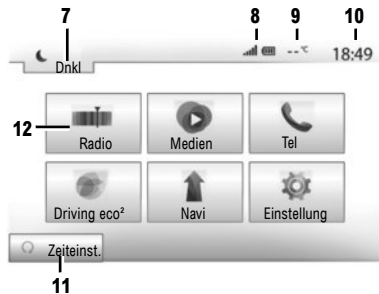 7
8 9 10
Dnkl
--°C 18:49
12
Radio Medien Tel
Driving eco² Navi Einstellung
Zeiteinst.
11